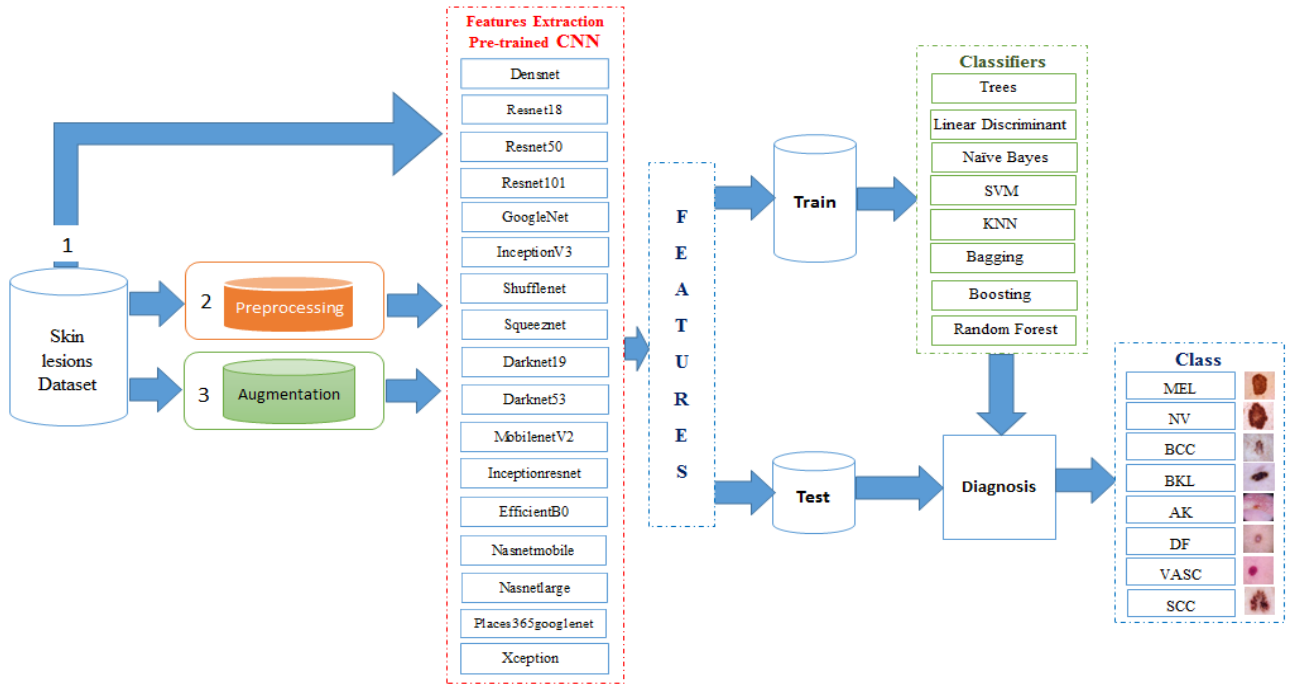 1
Skin
lesions
Dataset
2
Preprocessing
3
Augmentation
Features Extraction
Pre-trained CNN
Densnet
Resnet18
Resnet50
Resnet101
GoogleNet
InceptionV3
Shufflenet
Squeeznet
Darknet19
Darknet53
MobilenetV2
Inceptionresnet
EfficientB0
Nasnetmobile
Nasnetlarge
Places365googlenet
Xception
F
E
A
T
U
R
E
S
Train
Test
Classifiers
Trees
Linear Discriminant
Naïve Bayes
SVM
KNN
Bagging
Boosting
Random Forest
Diagnosis
Class
MEL
NV
BCC
BKL
AK
DF
VASC
SCC